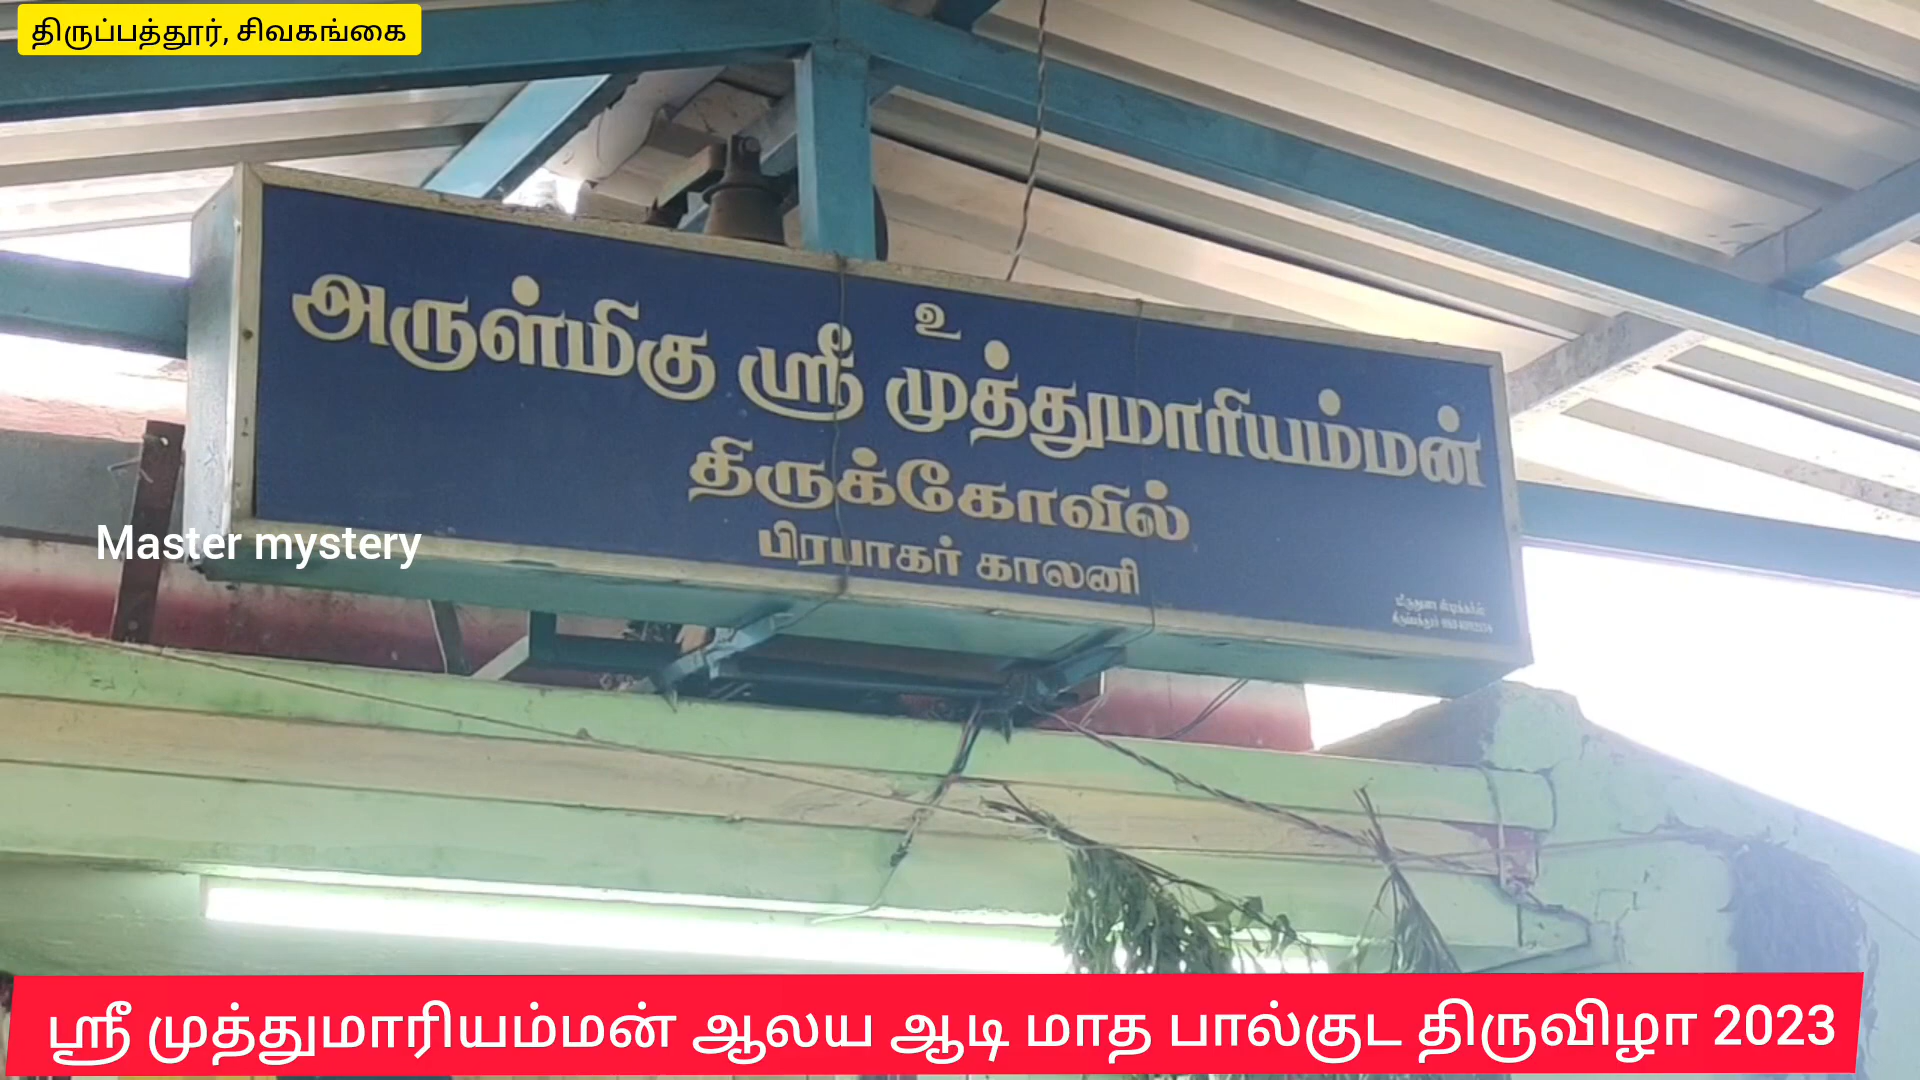 திருப்பத்தூர், சிவகங்கை
உ
அருள்மிகு ஸ்ரீ முத்துமாரியம்மன்
திருக்கோவில்
பிரபாகர் காலனி
Master mystery
ஸ்ரீ முத்துமாரியம்மன் ஆலய ஆடி மாத பால்குட திருவிழா 2023